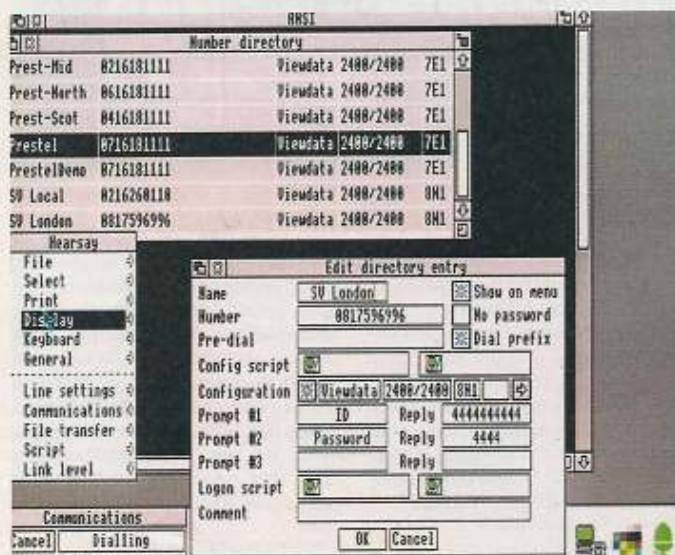 ANSI
Number directory
Prest-Mid 0216181111 Viewdata 2400/2400 7E1
Prest-North 0616181111 Viewdata 2400/2400 7E1
Prest-Scot 0416181111 Viewdata 2400/2400 7E1
Prestel 0716181111 Viewdata 2400/2400 7E1
PrestelDemo 0716181111 Viewdata 2400/2400 7E1
SV Local 0216260110 Viewdata 2400/2400 8N1
SV London 0817596996 Viewdata 2400/2400 8N1
Hearsay
File
Select
Print
Display
Keyboard
General
Line settings
Communications
File transfer
Script
Link level
Edit directory entry
Name SV London Show on menu
Number 0817596996 No password
Pre-dial Dial prefix
Config script
Configuration Viewdata 2400/2400 8N1
Prompt #1 ID Reply 4444444444
Prompt #2 Password Reply 4444
Prompt #3 Reply
Logon script
Comment
OK Cancel
Communications
Cancel Dialling